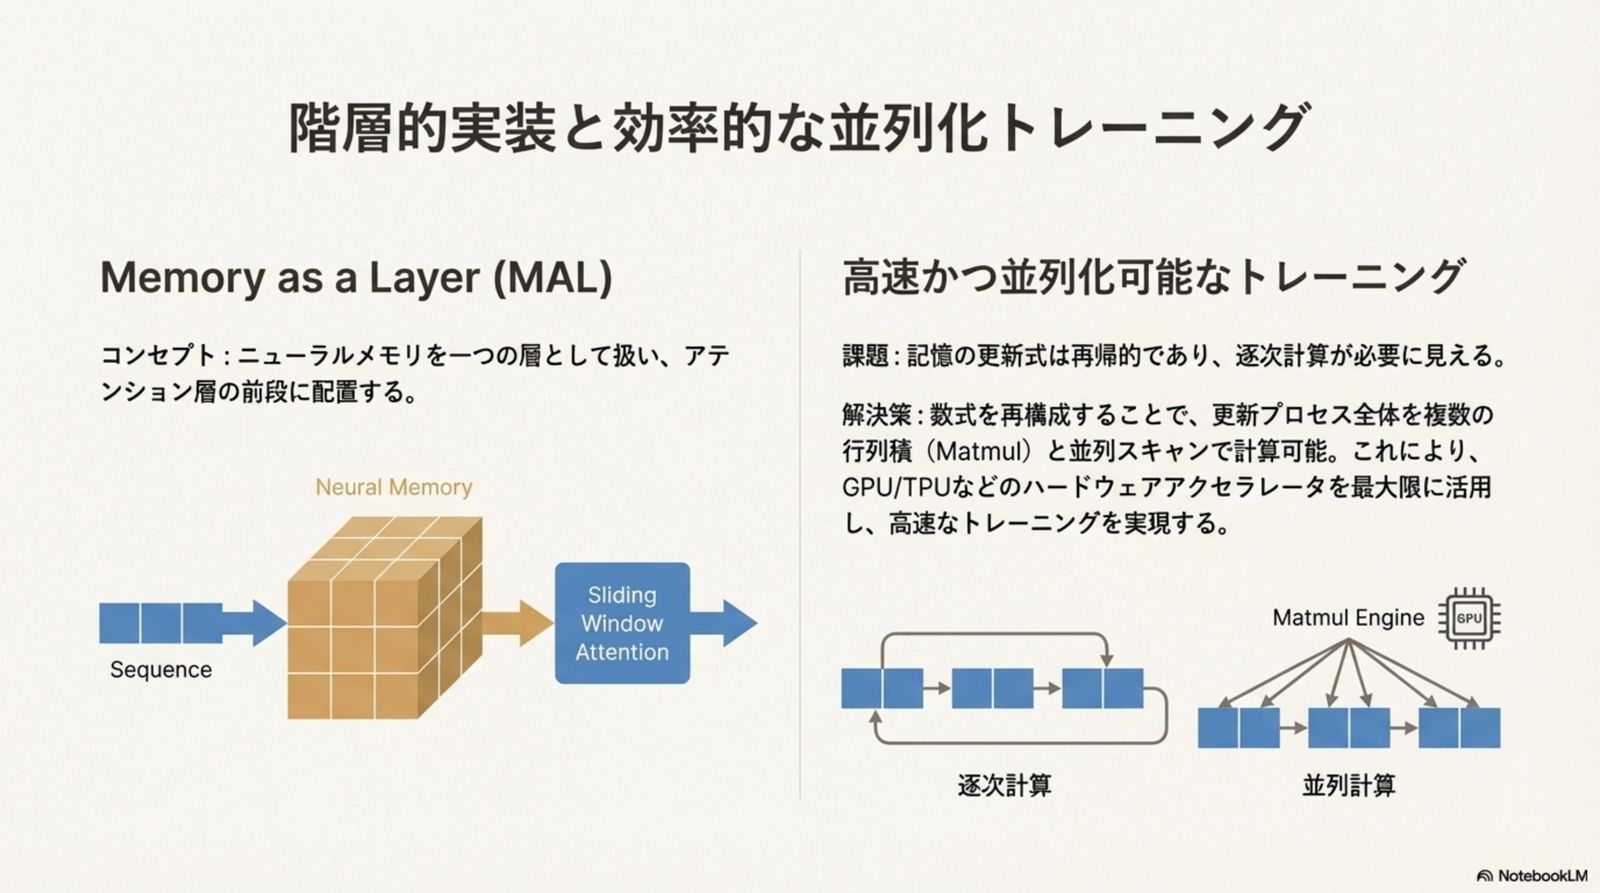 階層的実装と効率的な並列化トレーニング
Memory as a Layer (MAL)
コンセプト : ニューラルメモリを一つの層として扱い、アテ
ンション層の前段に配置する。
Neural Memory
Sequence
Sliding
Window
Attention
高速かつ並列化可能なトレーニング
課題 : 記憶の更新式は再帰的であり、逐次計算が必要に見える。
解決策 : 数式を再構成することで、更新プロセス全体を複数の
行列積（Matmul）と並列スキャンで計算可能。これにより、
GPU/TPUなどのハードウェアアクセラレータを最大限に活用
し、高速なトレーニングを実現する。
Matmul Engine
GPU
逐次計算
並列計算
NotebookLM